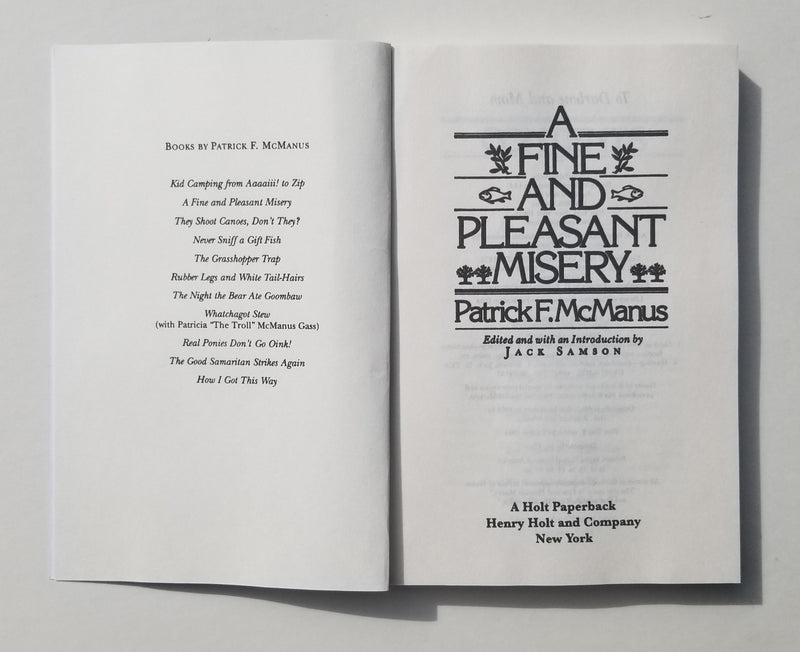 BOOKS BY PATRICK F. MCMANUS
Kid Camping from Aaaaiii! to Zip
A Fine and Pleasant Misery
They Shoot Canoes, Don't They?
Never Sniff a Gift Fish
The Grasshopper Trap
Rubber Legs and White Tail-Hairs
The Night the Bear Ate Goombaw
Whatchagot Stew
(with Patricia "The Troll" McManus Gass)
Real Ponies Don't Go Oink!
The Good Samaritan Strikes Again
How I Got This Way
To Darlene and Mom
A
FINE
AND
PLEASANT
MISERY
Patrick F. McManus
Edited and with an Introduction by
JACK SAMSON
A Holt Paperback
Henry Holt and Company
New York